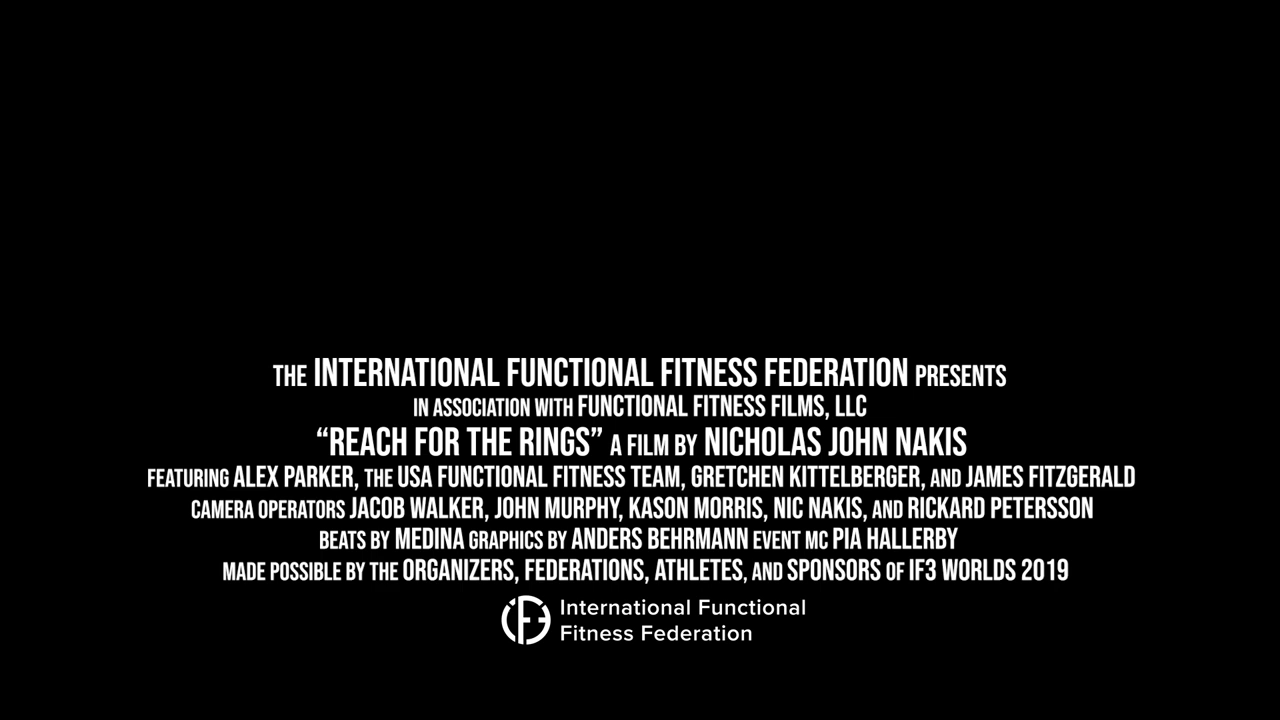 THE INTERNATIONAL FUNCTIONAL FITNESS FEDERATION PRESENTS
IN ASSOCIATION WITH FUNCTIONAL FITNESS FILMS, LLC
“REACH FOR THE RINGS” A FILM BY NICHOLAS JOHN NAKIS
FEATURING ALEX PARKER, THE USA FUNCTIONAL FITNESS TEAM, GRETCHEN KITTELBERGER, AND JAMES FITZGERALD
CAMERA OPERATORS JACOB WALKER, JOHN MURPHY, KASON MORRIS, NIC NAKIS, AND RICKARD PETERSSON
BEATS BY MEDINA GRAPHICS BY ANDERS BEHRMANN EVENT MC PIA HALLERBY
MADE POSSIBLE BY THE ORGANIZERS, FEDERATIONS, ATHLETES, AND SPONSORS OF IF3 WORLDS 2019
iF3 International Functional
Fitness Federation